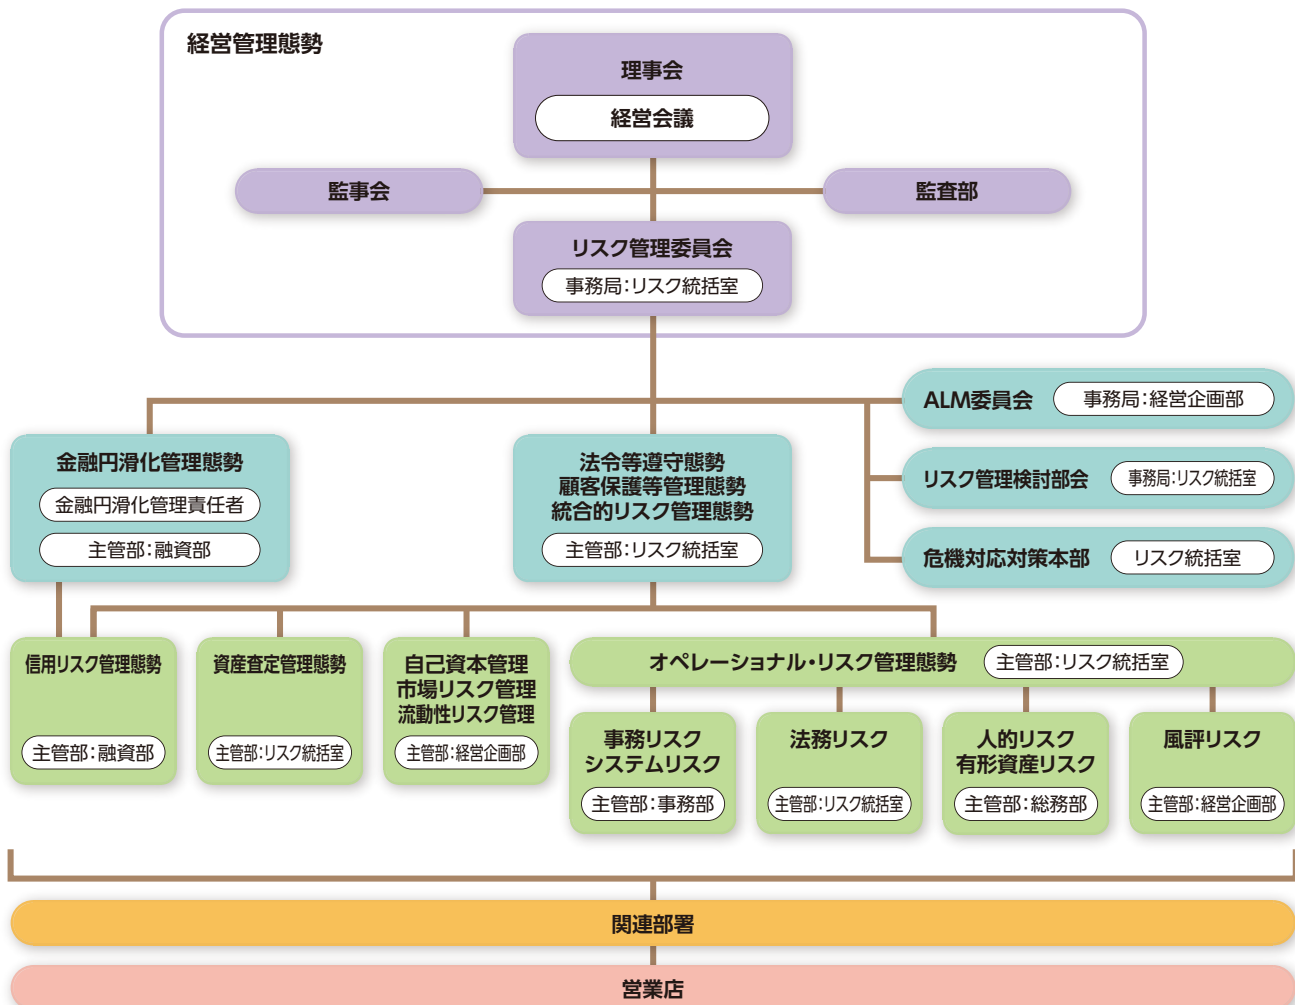 経営管理態勢
理事会
経営会議
監事会
監査部
リスク管理委員会
事務局：リスク統括室
ALM委員会
事務局：経営企画部
リスク管理検討部会
事務局：リスク統括室
危機対応対策本部
リスク統括室
金融円滑化管理態勢
金融円滑化管理責任者
主管部：融資部
法令等遵守態勢
顧客保護等管理態勢
統合的リスク管理態勢
主管部：リスク統括室
信用リスク管理態勢
主管部：融資部
資産査定管理態勢
主管部：リスク統括室
自己資本管理
市場リスク管理
流動性リスク管理
主管部：経営企画部
オペレーショナル・リスク管理態勢
主管部：リスク統括室
事務リスク
システムリスク
主管部：事務部
法務リスク
主管部：リスク統括室
人的リスク
有形資産リスク
主管部：総務部
風評リスク
主管部：経営企画部
関連部署
営業店